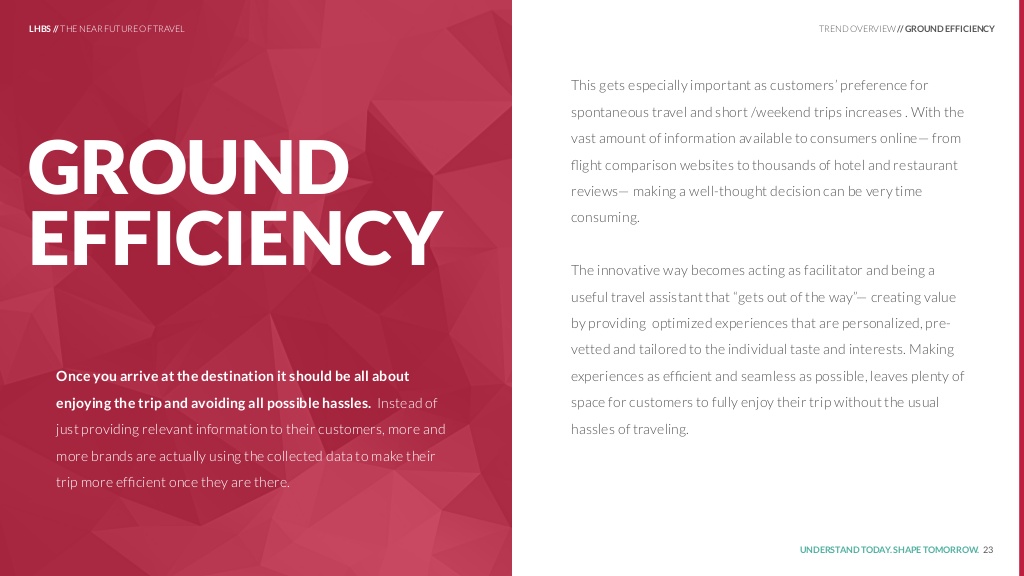 LHBS // THE NEAR FUTURE OF TRAVEL
TREND OVERVIEW // GROUND EFFICIENCY
GROUND
EFFICIENCY
Once you arrive at the destination it should be all about
enjoying the trip and avoiding all possible hassles. Instead of
just providing relevant information to their customers, more and
more brands are actually using the collected data to make their
trip more efficient once they are there.
This gets especially important as customers’ preference for
spontaneous travel and short /weekend trips increases . With the
vast amount of information available to consumers online— from
flight comparison websites to thousands of hotel and restaurant
reviews— making a well-thought decision can be very time
consuming.
The innovative way becomes acting as facilitator and being a
useful travel assistant that “gets out of the way”— creating value
by providing optimized experiences that are personalized, pre-
vetted and tailored to the individual taste and interests. Making
experiences as efficient and seamless as possible, leaves plenty of
space for customers to fully enjoy their trip without the usual
hassles of traveling.
UNDERSTAND TODAY. SHAPE TOMORROW. 23